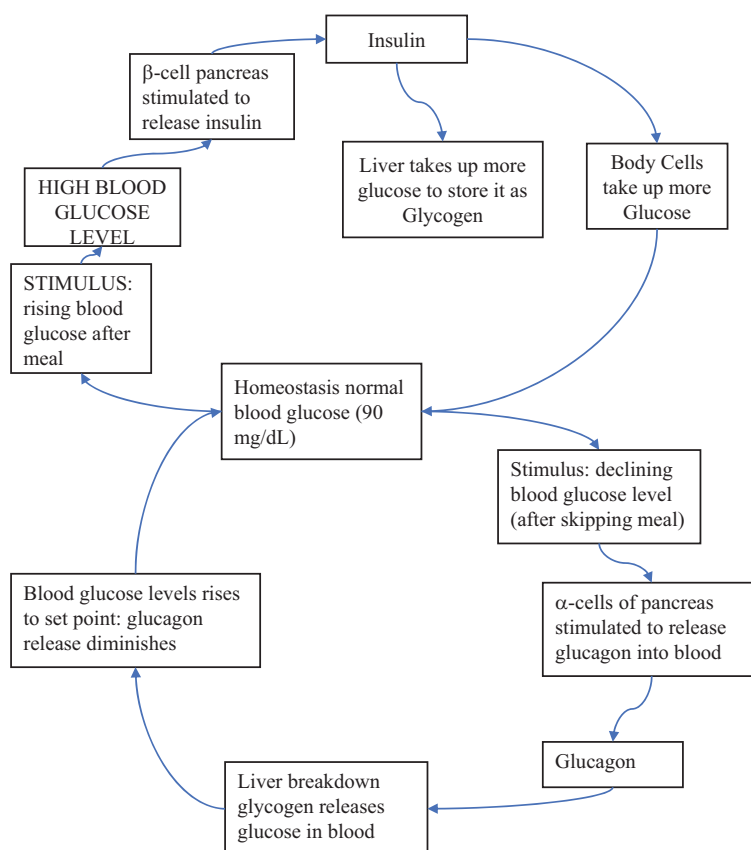 Insulin
β-cell pancreas
stimulated to
release insulin
Liver takes up more
glucose to store it as
Glycogen
Body Cells
take up more
Glucose
HIGH BLOOD
GLUCOSE
LEVEL
STIMULUS:
rising blood
glucose after
meal
Homeostasis normal
blood glucose (90
mg/dL)
Stimulus: declining
blood glucose level
(after skipping meal)
Blood glucose levels rises
to set point: glucagon
release diminishes
α-cells of pancreas
stimulated to release
glucagon into blood
Glucagon
Liver breakdown
glycogen releases
glucose in blood